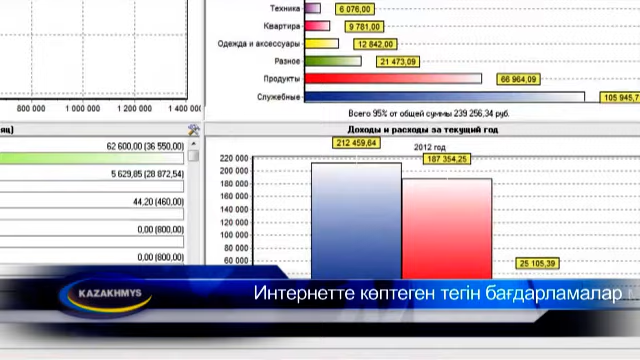 Техника 6 076,00
Квартира 9 781,00
Одежда и аксессуары 12 842,00
Разное 21 473,09
Продукты 66 964,09
Служебные 105 945,7
800 000 1 000 000 1 200 000 1 400 000
Всего 95% от общей суммы 239 256,34 руб.
Доходы и расходы за текущий год
62 600,00 (36 550,00)
5 629,85 (28 872,54)
44,20 (460,00)
0,00 (800,00)
0,00 (800,00)
212 459,64
2012 год
187 354,25
220 000
200 000
180 000
160 000
140 000
120 000
100 000
80 000
60 000
25 105,39
KAZAKHMYS
Интернетте көптеген тегін бағдарламалар